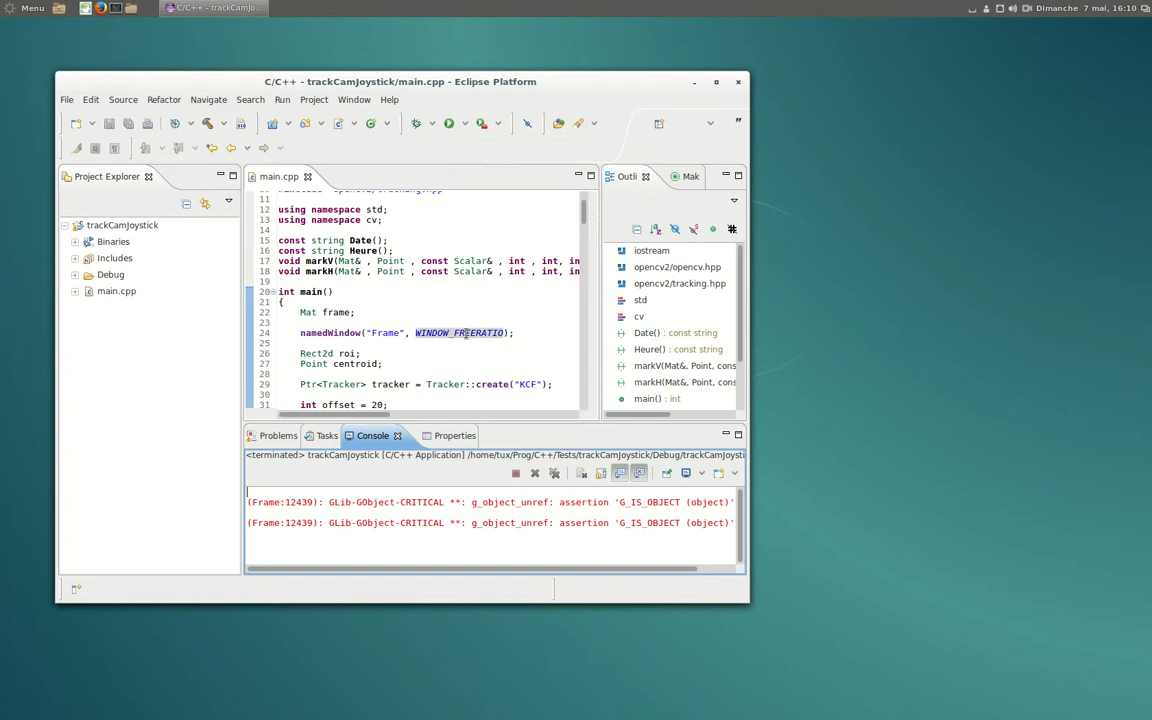 Menu
C/C++ - trackCamJo...
Dimanche 7 mai, 16:10
C/C++ - trackCamJoystick/main.cpp - Eclipse Platform
File Edit Source Refactor Navigate Search Run Project Window Help
Project Explorer
trackCamJoystick
Binaries
Includes
Debug
main.cpp
main.cpp
11
12 using namespace std;
13 using namespace cv;
14
15 const string Date();
16 const string Heure();
17 void markV(Mat& , Point , const Scalar& , int , int, in
18 void markH(Mat& , Point , const Scalar& , int , int, in
19
20 int main()
21 {
22 Mat frame;
23
24 namedWindow("Frame", WINDOW_FREERATIO);
25
26 Rect2d roi;
27 Point centroid;
28
29 Ptr<Tracker> tracker = Tracker::create("KCF");
30
31 int offset = 20;
Outli Mak
iostream
opencv2/opencv.hpp
opencv2/tracking.hpp
std
cv
Date() : const string
Heure() : const string
markV(Mat&, Point, cons
markH(Mat&, Point, cons
main() : int
Problems Tasks Console Properties
<terminated> trackCamJoystick [C/C++ Application] /home/tux/Prog/C++/Tests/trackCamJoystick/Debug/trackCamJoysti
(Frame:12439): GLib-GObject-CRITICAL **: g_object_unref: assertion 'G_IS_OBJECT (object)'
(Frame:12439): GLib-GObject-CRITICAL **: g_object_unref: assertion 'G_IS_OBJECT (object)'